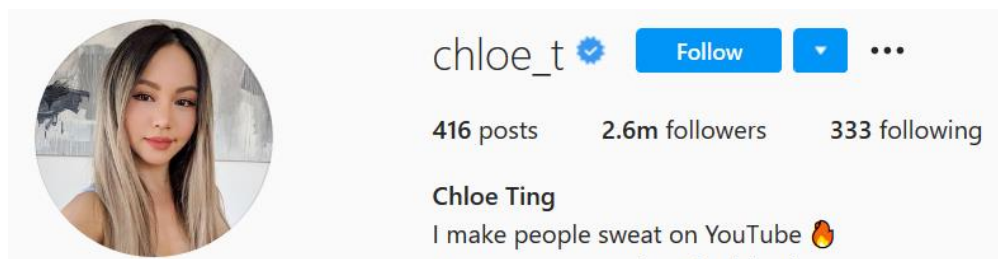 chloe_t Follow
416 posts 2.6m followers 333 following
Chloe Ting
I make people sweat on YouTube 🔥